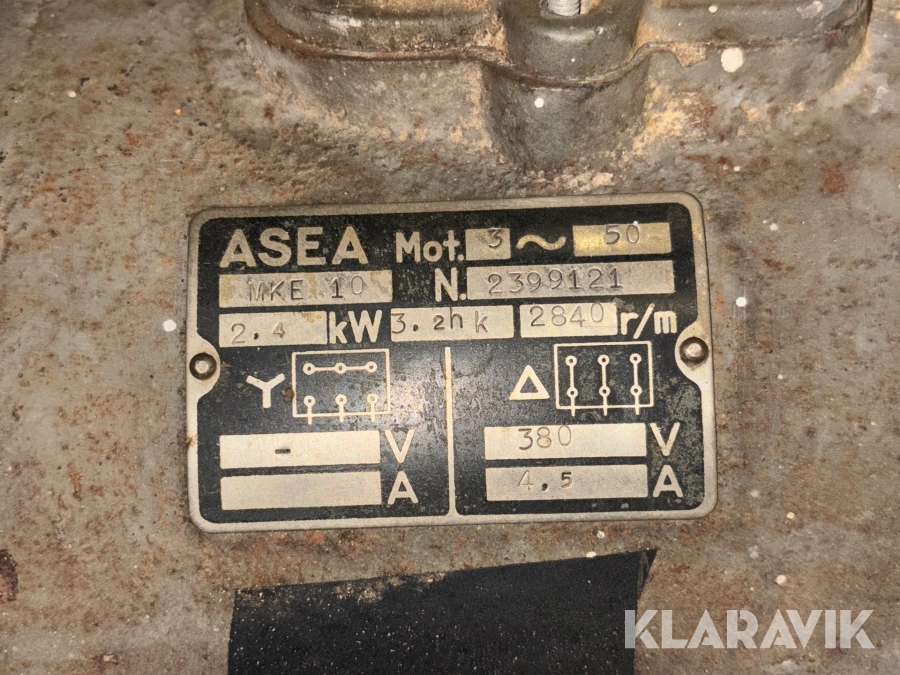 ASEA Mot. 3 ~ 50
MKE 10 N. 2399121
2,4 kW 3,2hk 2840 r/m
Y Δ
- V 380 V
A 4,5 A
KLARAVIK